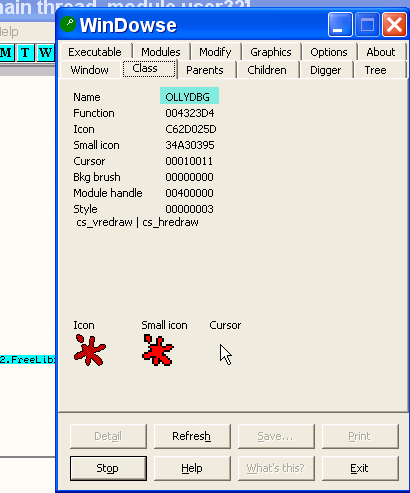 main thread, module user32]
WinDowse
Help
M T W
Executable Modules Modify Graphics Options About
Window Class Parents Children Digger Tree
Name OLLYDBG
Function 004323D4
Icon C62D025D
Small icon 34A30395
Cursor 00010011
Bkg brush 00000000
Module handle 00400000
Style 00000003
cs_vredraw | cs_hredraw
Icon Small icon Cursor
2.FreeLib
Detail Refresh Save... Print
Stop Help What's this? Exit